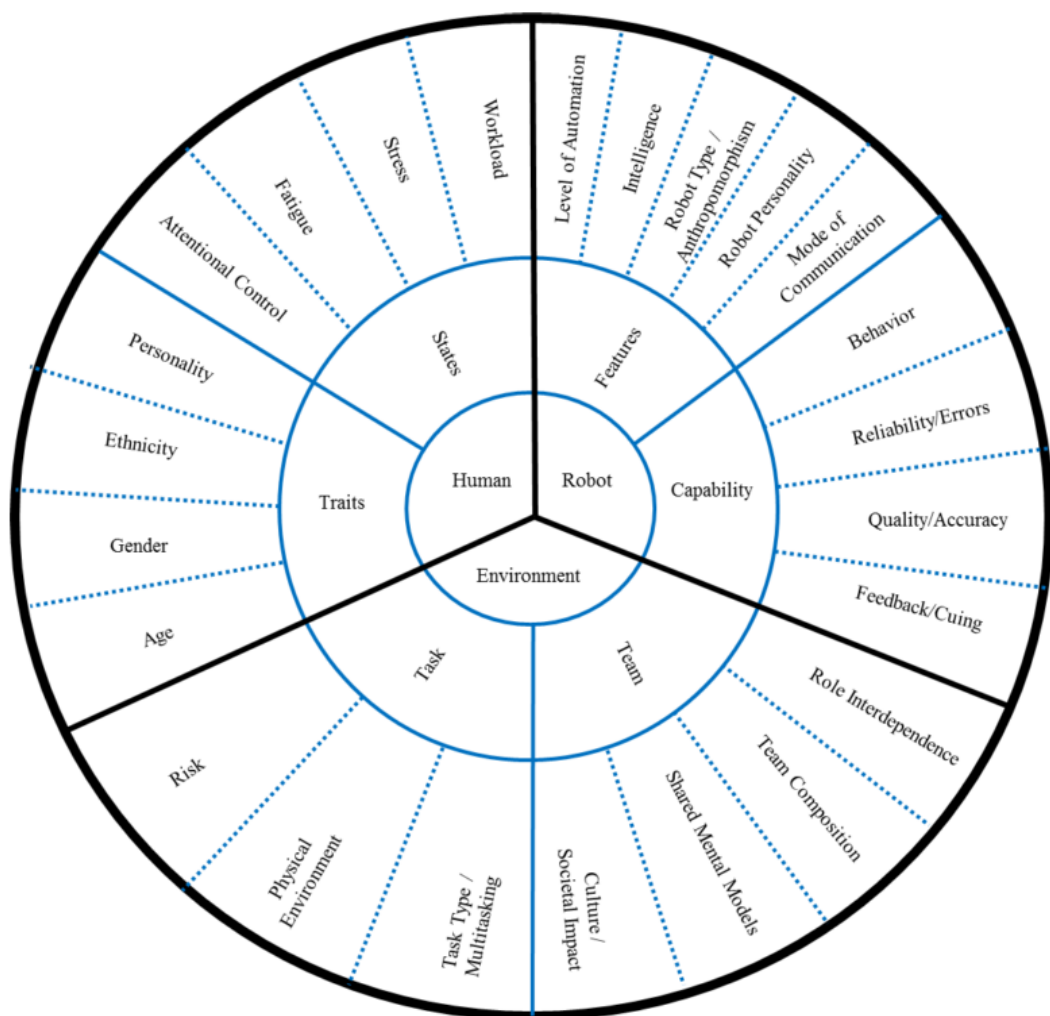 Human
Robot
Environment
States
Features
Capability
Team
Task
Traits
Level of Automation
Intelligence
Robot Type /
Anthropomorphism
Robot Personality
Mode of
Communication
Behavior
Reliability/Errors
Quality/Accuracy
Feedback/Cuing
Role Interdependence
Team Composition
Shared Mental Models
Culture /
Societal Impact
Task Type /
Multitasking
Physical
Environment
Risk
Age
Gender
Ethnicity
Personality
Attentional Control
Fatigue
Stress
Workload